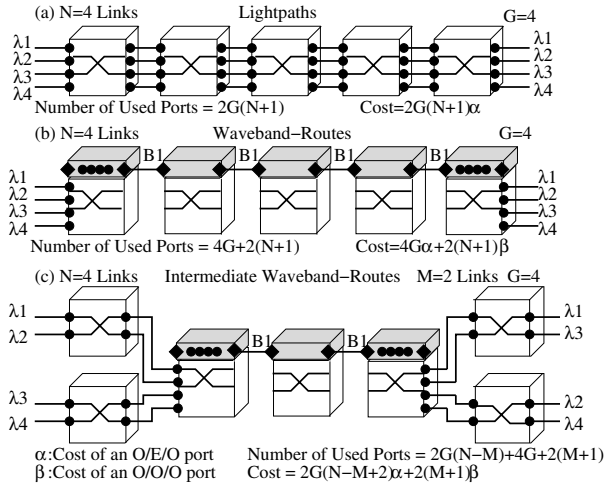 (a) N=4 Links Lightpaths G=4
λ1 λ1
λ2 λ2
λ3 λ3
λ4 λ4
Number of Used Ports = 2G(N+1) Cost=2G(N+1)α
(b) N=4 Links Waveband−Routes G=4
B1 B1 B1 B1
λ1 λ1
λ2 λ2
λ3 λ3
λ4 λ4
Number of Used Ports = 4G+2(N+1) Cost=4Gα+2(N+1)β
(c) N=4 Links Intermediate Waveband−Routes M=2 Links G=4
λ1 λ1
λ2 λ3
B1 B1
λ3 λ2
λ4 λ4
α:Cost of an O/E/O port Number of Used Ports = 2G(N−M)+4G+2(M+1)
β:Cost of an O/O/O port Cost = 2G(N−M+2)α+2(M+1)β